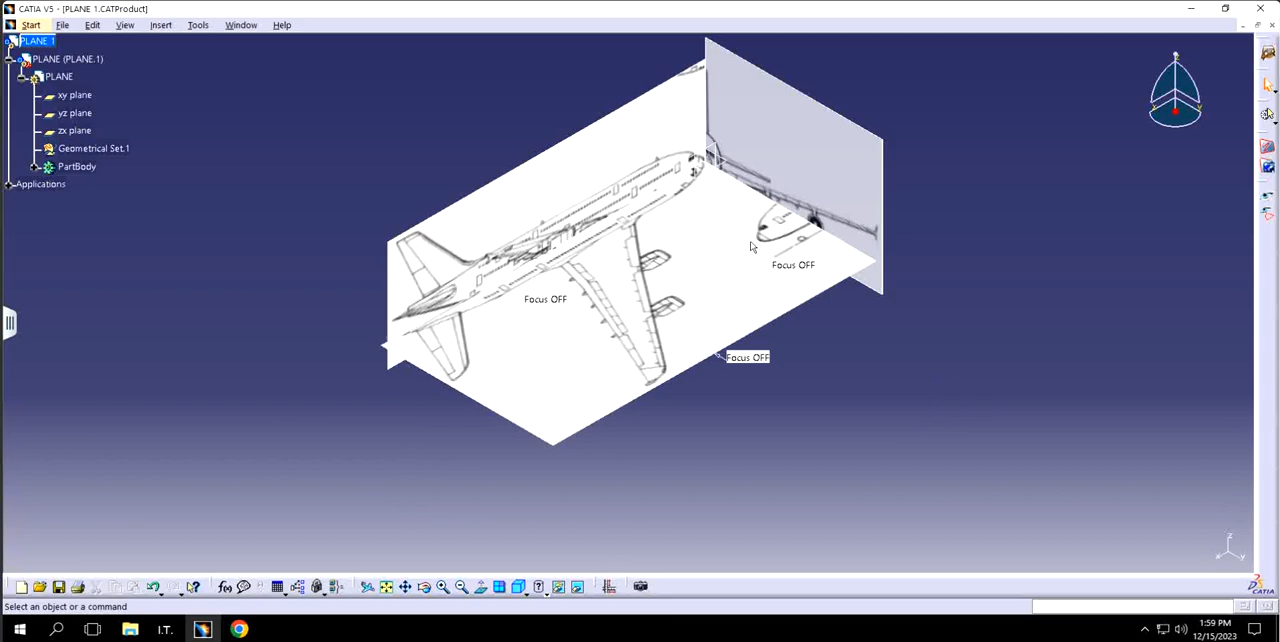 CATIA V5 - [PLANE 1.CATProduct]
Start File Edit View Insert Tools Window Help
PLANE 1
PLANE (PLANE.1)
PLANE
xy plane
yz plane
zx plane
Geometrical Set.1
PartBody
Applications
Focus OFF
Focus OFF
Focus OFF
z
y
x
f(x)
CATIA
Select an object or a command
I.T.
1:59 PM
12/15/2023